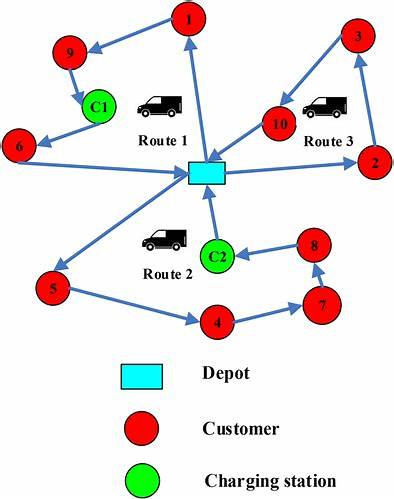 1
3
9
C1
10
Route 1
Route 3
6
2
8
C2
Route 2
5
7
4
Depot
Customer
Charging station